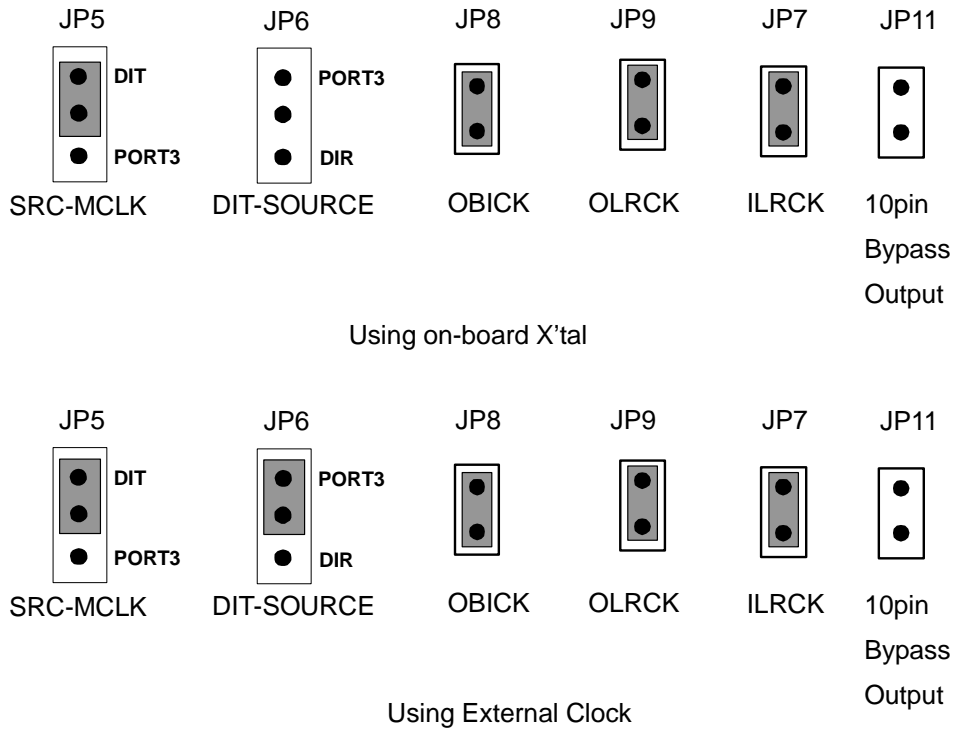 JP5 JP6 JP8 JP9 JP7 JP11
DIT PORT3
PORT3 DIR
SRC-MCLK DIT-SOURCE OBICK OLRCK ILRCK 10pin
Bypass
Output
Using on-board X'tal
JP5 JP6 JP8 JP9 JP7 JP11
DIT PORT3
PORT3 DIR
SRC-MCLK DIT-SOURCE OBICK OLRCK ILRCK 10pin
Bypass
Output
Using External Clock